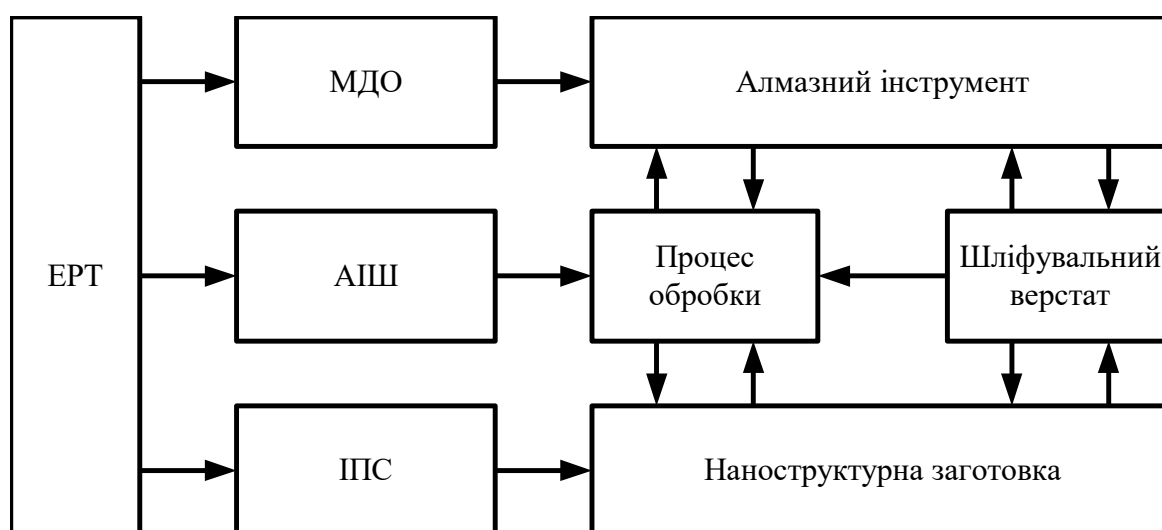 МДО
Алмазний інструмент
ЕРТ
АІШ
Процес
обробки
Шліфувальний
верстат
ІПС
Наноструктурна заготовка